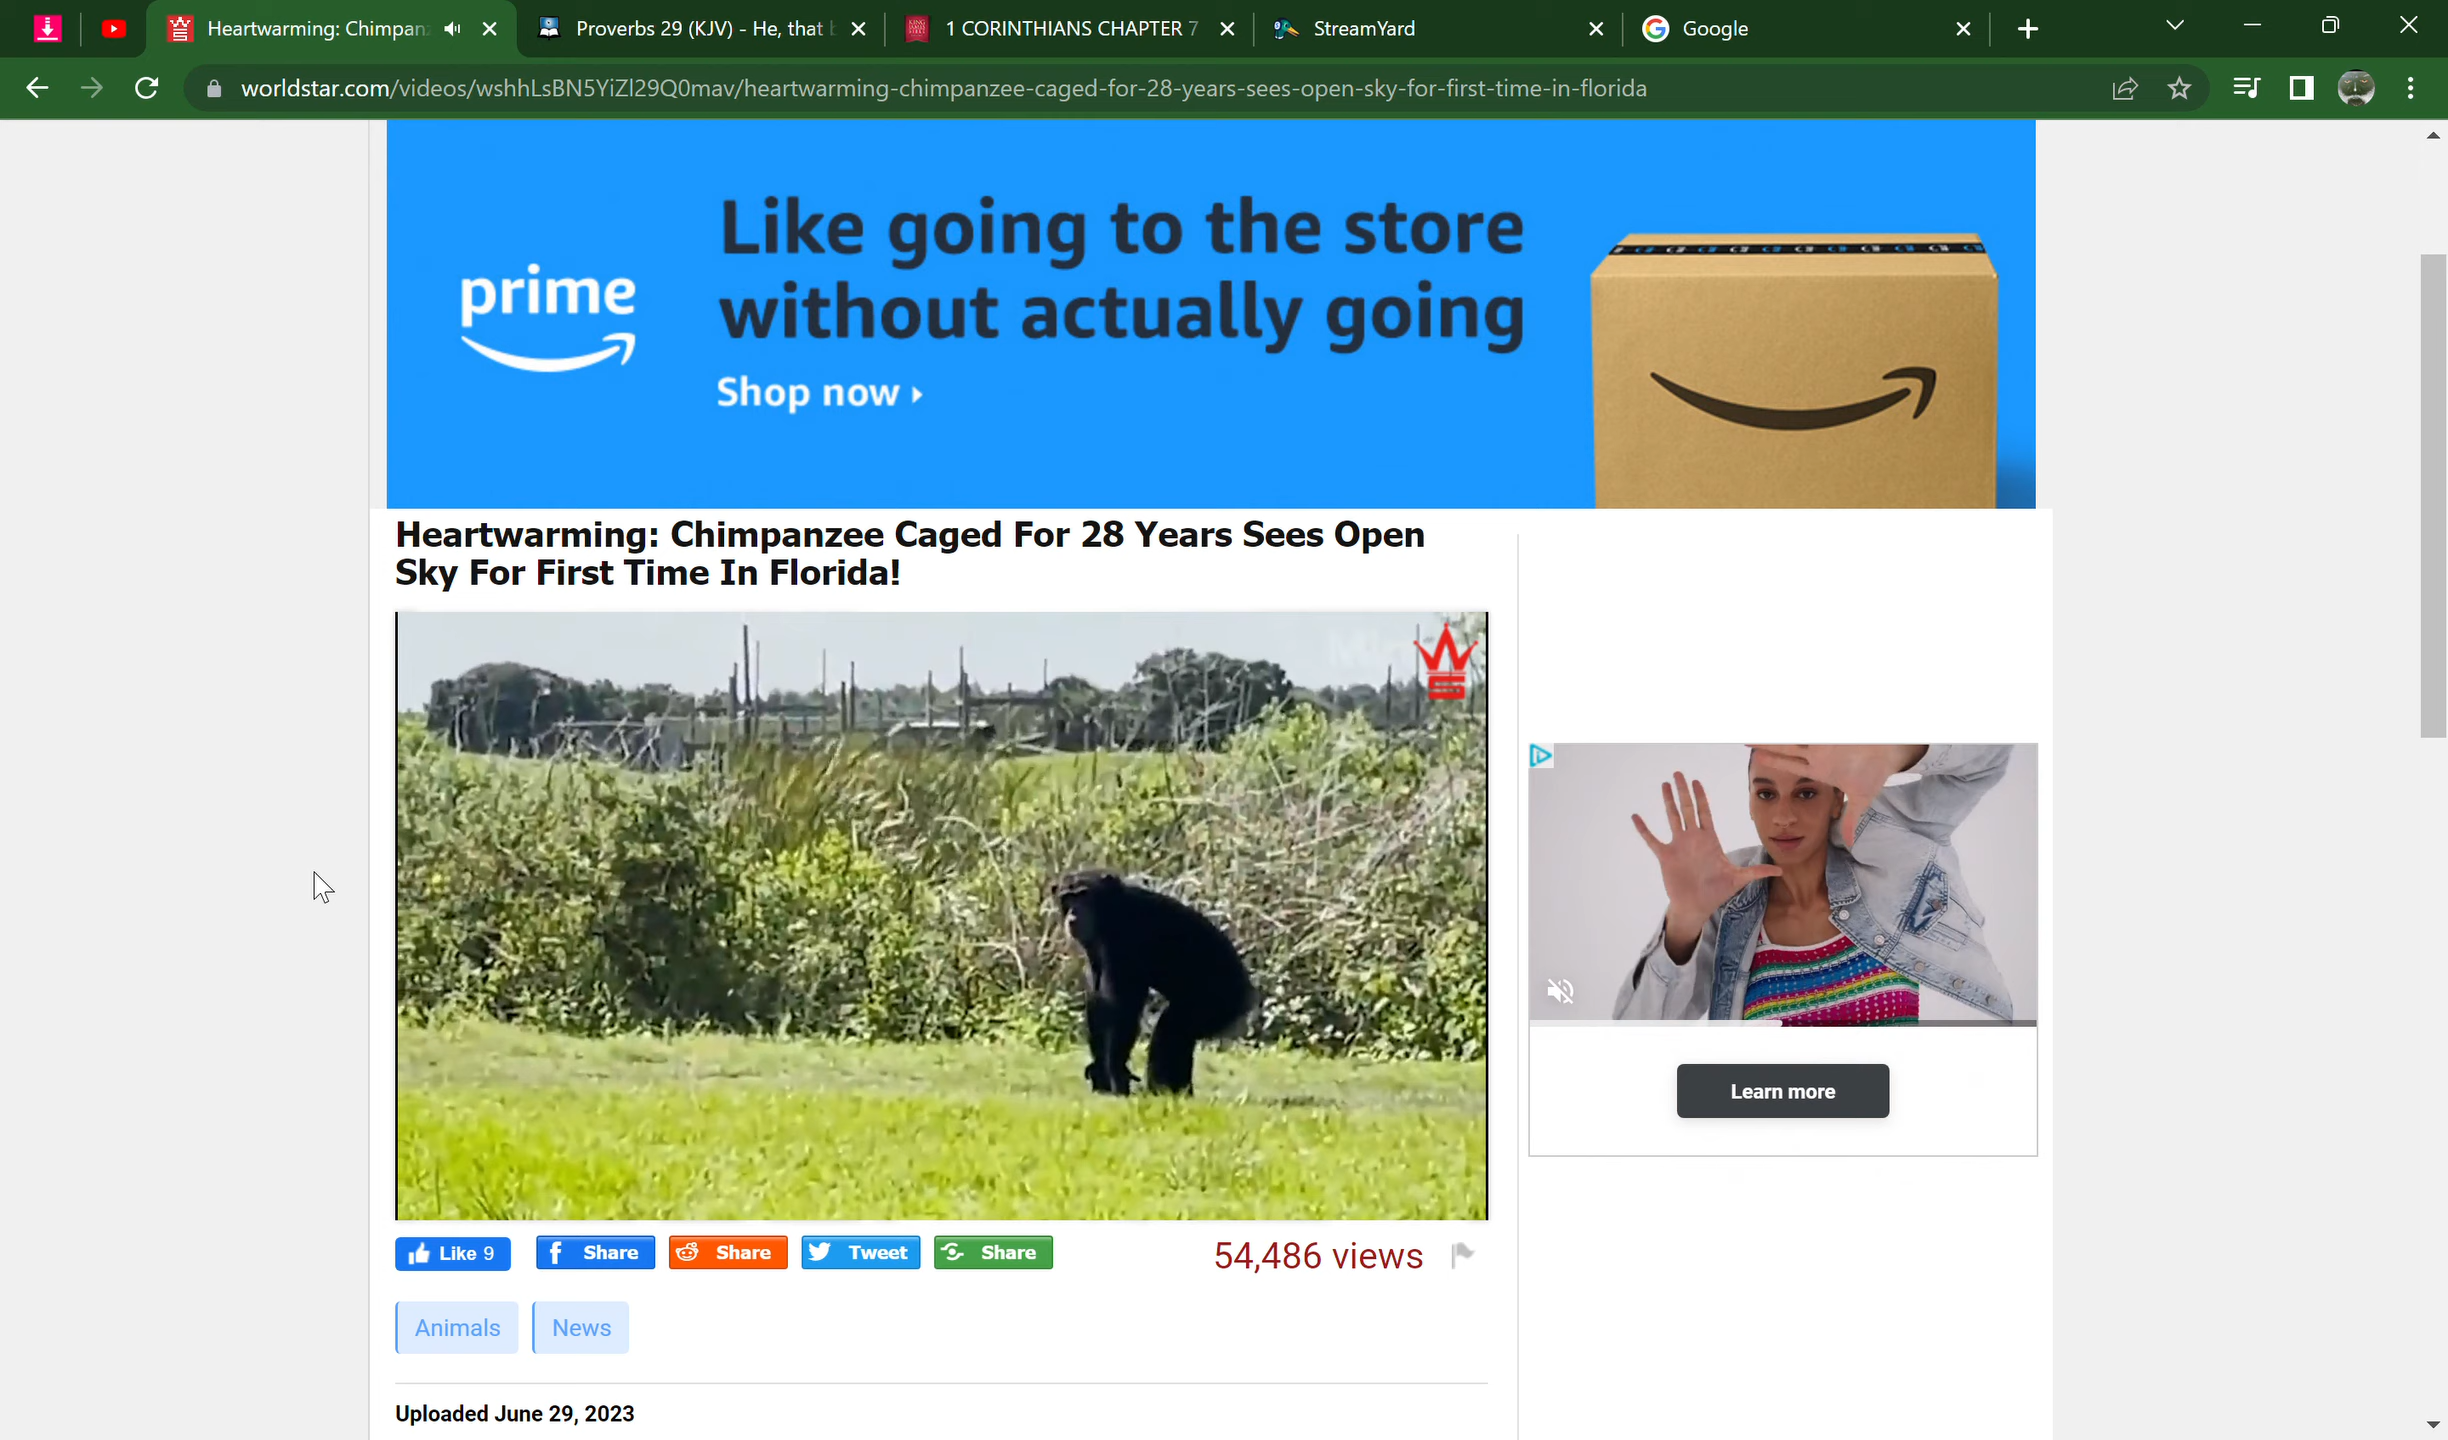 Heartwarming: Chimpan
Proverbs 29 (KJV) - He, that
1 CORINTHIANS CHAPTER 7
StreamYard
Google
worldstar.com/videos/wshhLsBN5YiZl29Q0mav/heartwarming-chimpanzee-caged-for-28-years-sees-open-sky-for-first-time-in-florida
prime
Like going to the store
without actually going
Shop now
Heartwarming: Chimpanzee Caged For 28 Years Sees Open
Sky For First Time In Florida!
Learn more
Like 9
Share
Share
Tweet
Share
54,486 views
Animals
News
Uploaded June 29, 2023